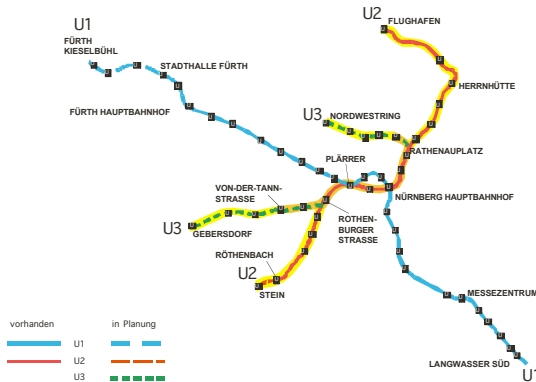 U2
FLUGHAFEN
U1
FÜRTH
KIESELBÜHL
STADTHALLE FÜRTH
HERRNHÜTTE
FÜRTH HAUPTBAHNHOF
U3
NORDWESTRING
RATHENAUPLATZ
PLÄRRER
VON-DER-TANN-
STRASSE
NÜRNBERG HAUPTBAHNHOF
U3
GEBERSDORF
ROTHEN-
BURGER
STRASSE
RÖTHENBACH
U2
STEIN
MESSEZENTRUM
LANGWASSER SÜD
U1
vorhanden in Planung
U1
U2
U3